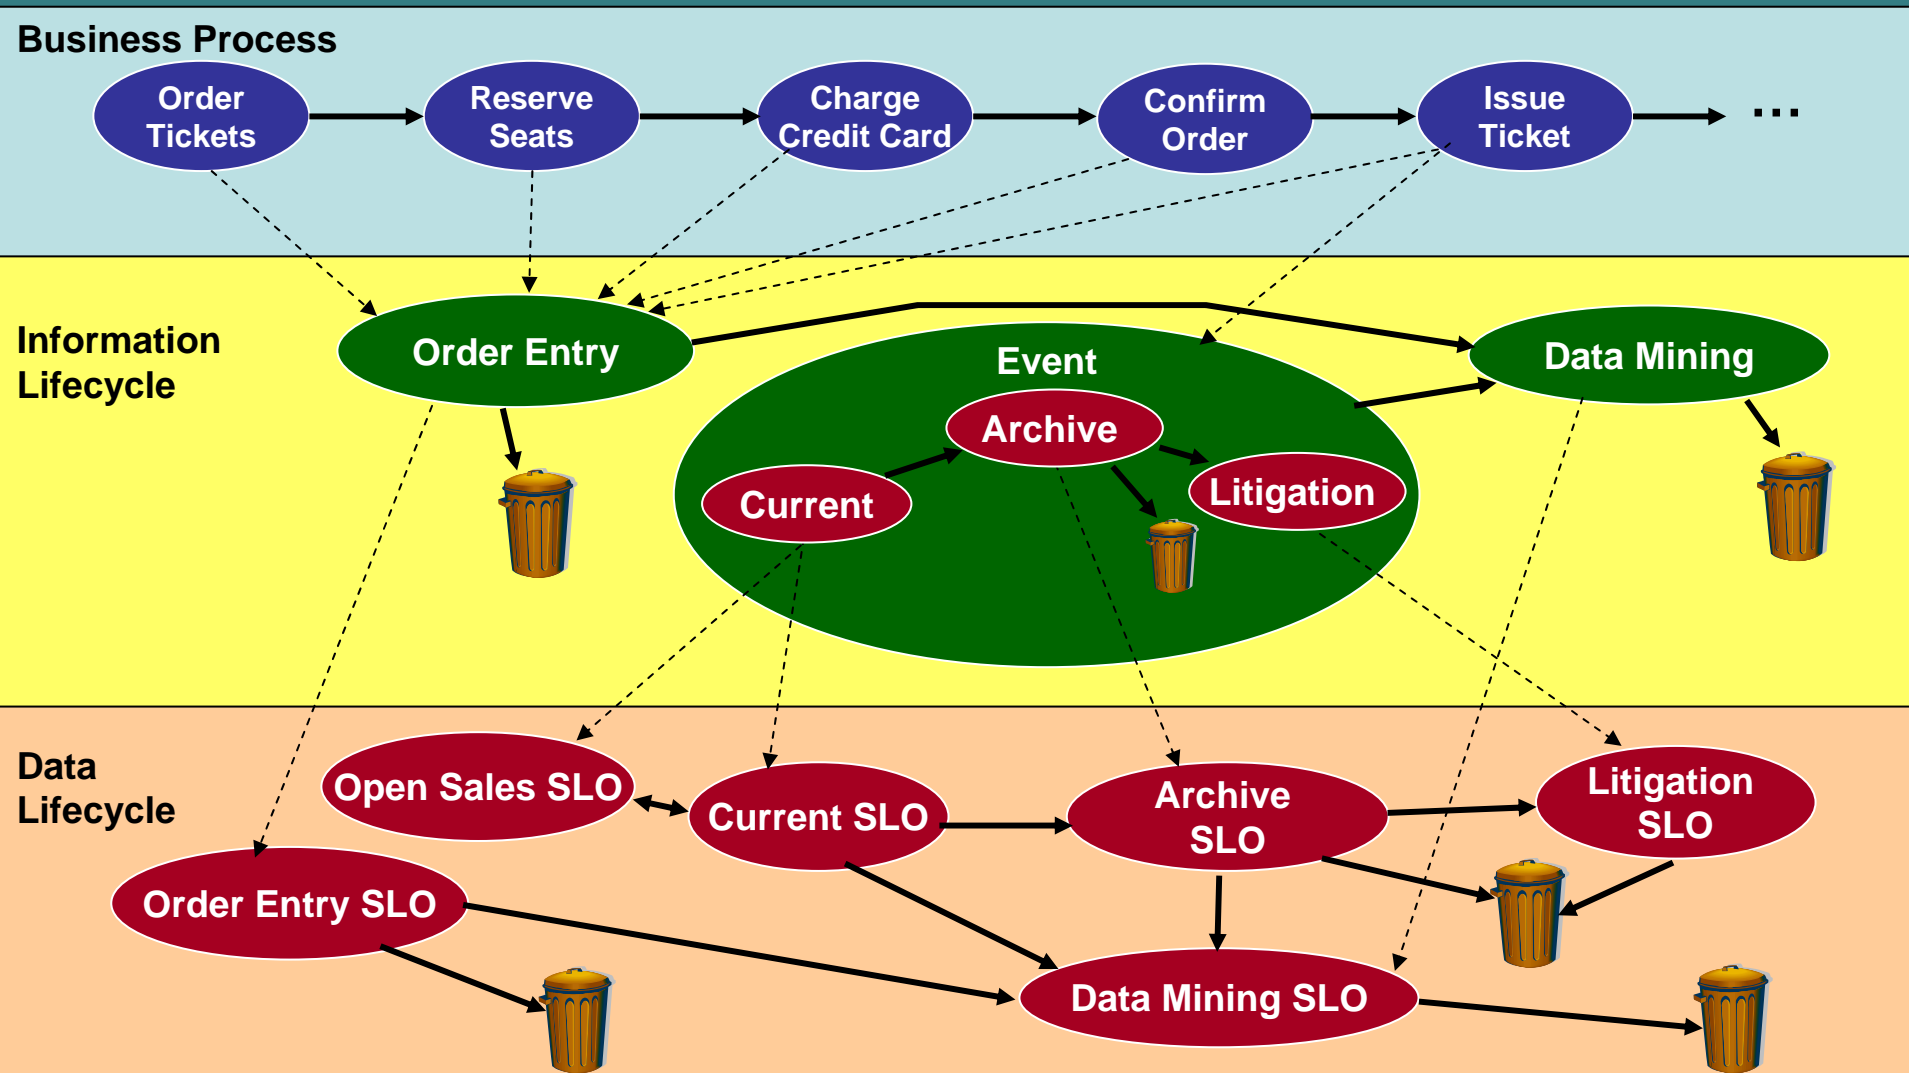 Business Process
Order
Tickets
Reserve
Seats
Charge
Credit Card
Confirm
Order
Issue
Ticket
...
Information
Lifecycle
Order Entry
Event
Data Mining
Archive
Current
Litigation
Data
Lifecycle
Open Sales SLO
Current SLO
Archive
SLO
Litigation
SLO
Order Entry SLO
Data Mining SLO